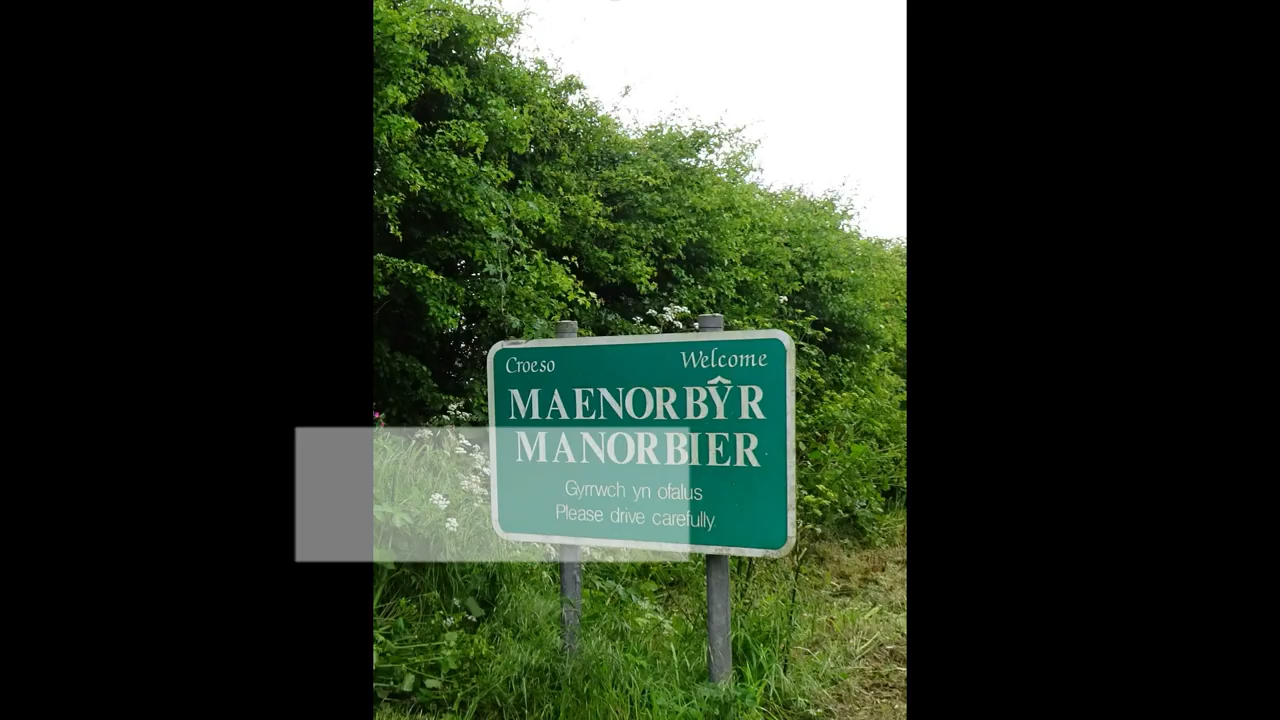 Croeso Welcome
MAENORBŶR
MANORBIER
Gyrrwch yn ofalus
Please drive carefully.